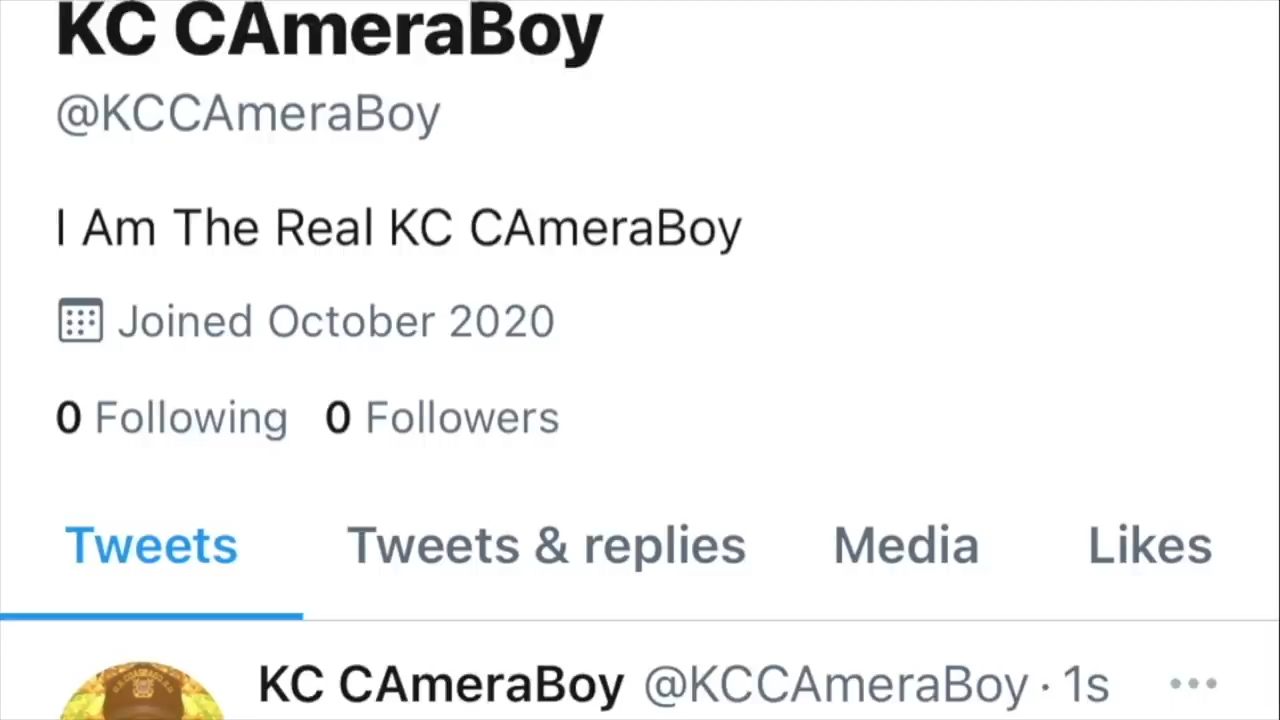 KC CAmeraBoy
@KCCAmeraBoy
I Am The Real KC CAmeraBoy
Joined October 2020
0 Following 0 Followers
Tweets Tweets & replies Media Likes
KC CAmeraBoy @KCCAmeraBoy · 1s